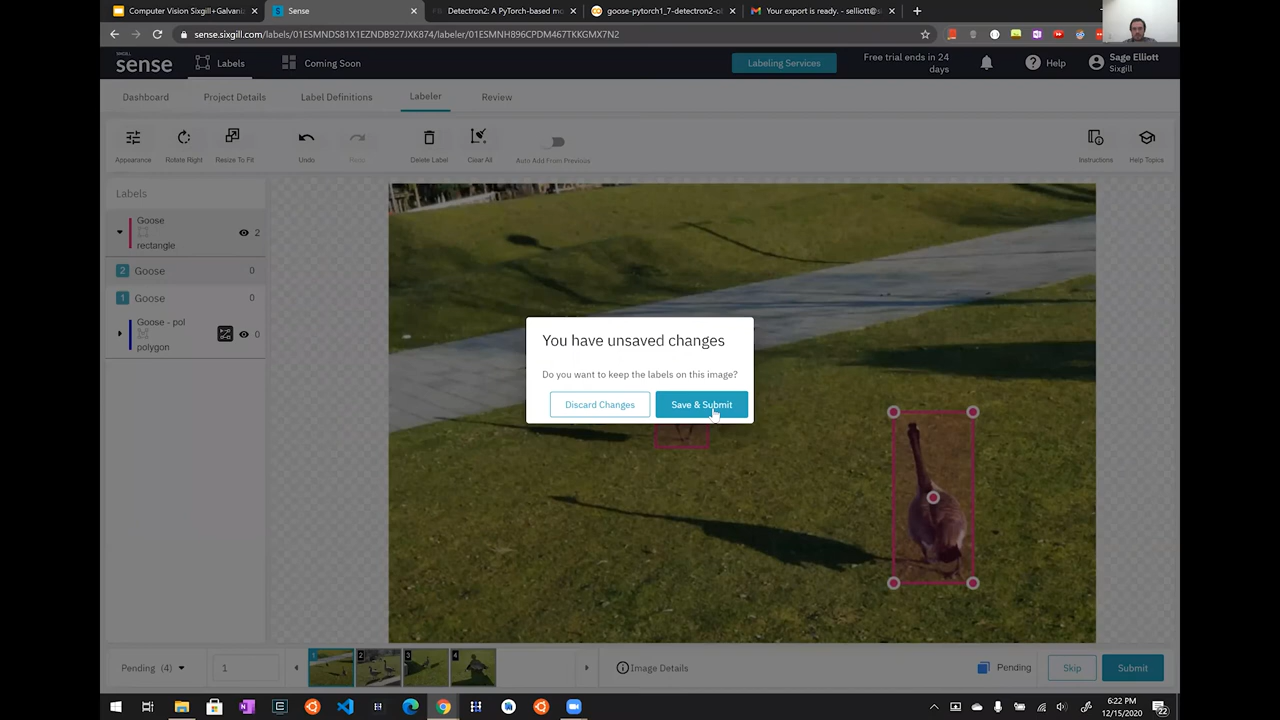 Computer Vision Sixgill+Galvani
Sense
Detectron2: A PyTorch-based mo
goose-pytorch1_7-detectron2-ol
Your export is ready. - selliott@s
sense.sixgill.com/labels/01ESMNDS81X1EZNDB927JXK874/labeler/01ESMNH896CPDM467TKKGMX7N2
SIXGILL
sense
Labels
Coming Soon
Labeling Services
Free trial ends in 24
days
Help
Sage Elliott
Sixgill
Dashboard
Project Details
Label Definitions
Labeler
Review
Appearance
Rotate Right
Resize To Fit
Undo
Redo
Delete Label
Clear All
Auto Add From Previous
Instructions
Help Topics
Labels
Goose
rectangle
2
2 Goose 0
1 Goose 0
Goose - pol
polygon
0
You have unsaved changes
Do you want to keep the labels on this image?
Discard Changes
Save & Submit
Pending (4)
1
1
2
3
4
Image Details
Pending
Skip
Submit
6:22 PM
12/15/2020
22